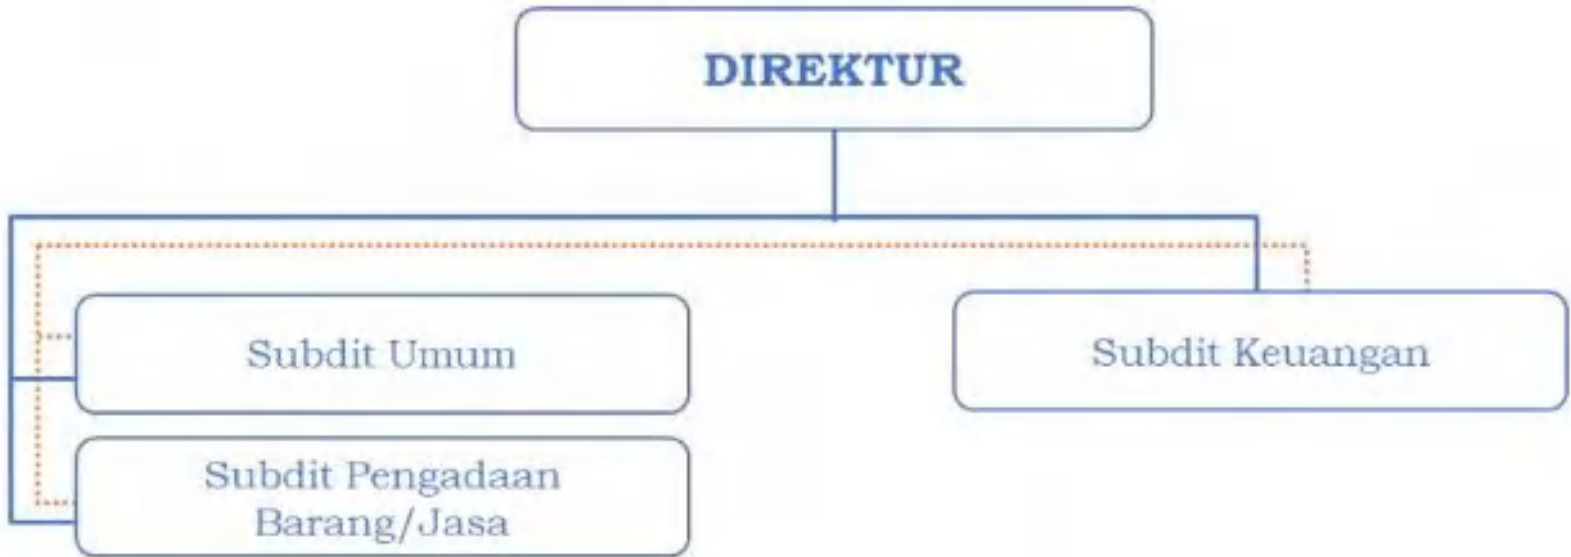 DIREKTUR
Subdit Umum
Subdit Keuangan
Subdit Pengadaan
Barang/Jasa